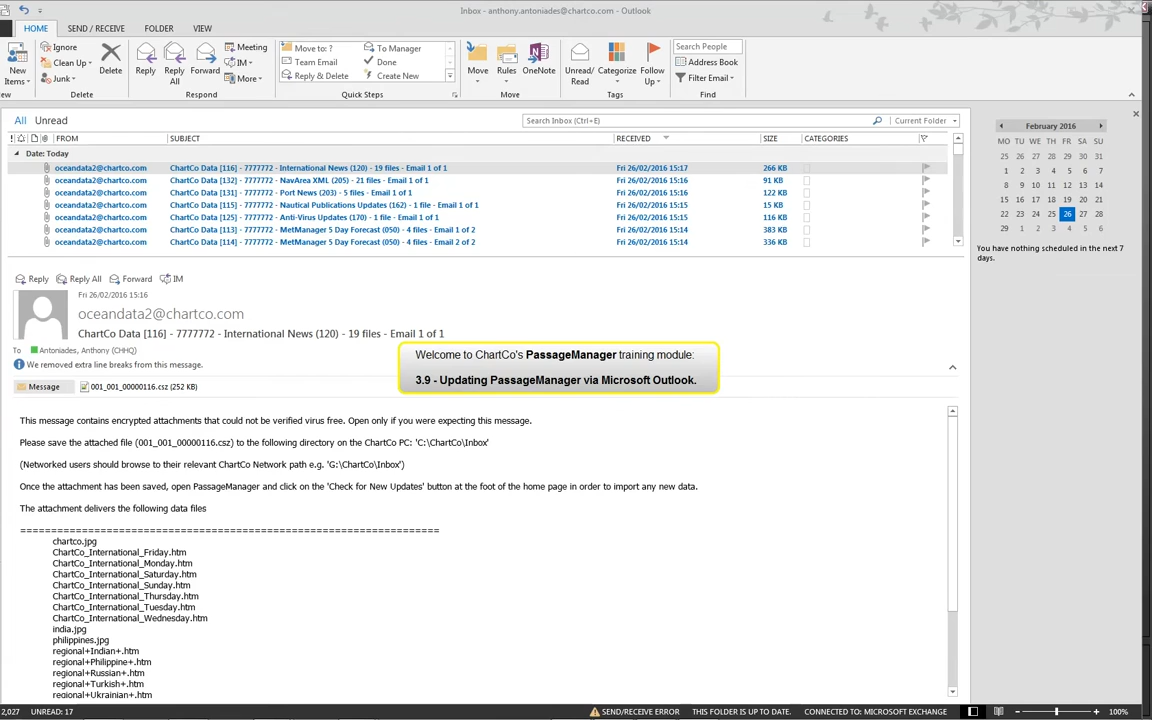 Inbox - anthony.antoniades@chartco.com - Outlook
HOME SEND / RECEIVE FOLDER VIEW
New Items
Ignore
Clean Up
Junk
Delete
Delete
Reply
Reply All
Forward
Meeting
IM
More
Respond
Move to: ?
Team Email
Reply & Delete
To Manager
Done
Create New
Quick Steps
Move
Rules
OneNote
Move
Unread/ Read
Categorize
Follow Up
Tags
Search People
Address Book
Filter Email
Find
All Unread
Search Inbox (Ctrl+E)
Current Folder
! FROM SUBJECT RECEIVED SIZE CATEGORIES
Date: Today
oceandata2@chartco.com ChartCo Data [116] - 7777772 - International News (120) - 19 files - Email 1 of 1 Fri 26/02/2016 15:17 266 KB
oceandata2@chartco.com ChartCo Data [132] - 7777772 - NavArea XML (205) - 21 files - Email 1 of 1 Fri 26/02/2016 15:16 91 KB
oceandata2@chartco.com ChartCo Data [131] - 7777772 - Port News (203) - 5 files - Email 1 of 1 Fri 26/02/2016 15:16 122 KB
oceandata2@chartco.com ChartCo Data [115] - 7777772 - Nautical Publications Updates (162) - 1 file - Email 1 of 1 Fri 26/02/2016 15:15 15 KB
oceandata2@chartco.com ChartCo Data [125] - 7777772 - Anti-Virus Updates (170) - 1 file - Email 1 of 1 Fri 26/02/2016 15:15 116 KB
oceandata2@chartco.com ChartCo Data [113] - 7777772 - MetManager 5 Day Forecast (050) - 4 files - Email 1 of 2 Fri 26/02/2016 15:14 383 KB
oceandata2@chartco.com ChartCo Data [114] - 7777772 - MetManager 5 Day Forecast (050) - 4 files - Email 2 of 2 Fri 26/02/2016 15:14 336 KB
February 2016
MO TU WE TH FR SA SU
25 26 27 28 29 30 31
1 2 3 4 5 6 7
8 9 10 11 12 13 14
15 16 17 18 19 20 21
22 23 24 25 26 27 28
29 1 2 3 4 5 6
You have nothing scheduled in the next 7
days.
Reply Reply All Forward IM
Fri 26/02/2016 15:16
oceandata2@chartco.com
ChartCo Data [116] - 7777772 - International News (120) - 19 files - Email 1 of 1
To Antoniades, Anthony (CHHQ)
We removed extra line breaks from this message.
Message 001_001_00000116.csz (252 KB)
Welcome to ChartCo's PassageManager training module:
3.9 - Updating PassageManager via Microsoft Outlook.
This message contains encrypted attachments that could not be verified virus free. Open only if you were expecting this message.
Please save the attached file (001_001_00000116.csz) to the following directory on the ChartCo PC: 'C:\ChartCo\Inbox'
(Networked users should browse to their relevant ChartCo Network path e.g. 'G:\ChartCo\Inbox')
Once the attachment has been saved, open PassageManager and click on the 'Check for New Updates' button at the foot of the home page in order to import any new data.
The attachment delivers the following data files
==================================================================
chartco.jpg
ChartCo_International_Friday.htm
ChartCo_International_Monday.htm
ChartCo_International_Saturday.htm
ChartCo_International_Sunday.htm
ChartCo_International_Thursday.htm
ChartCo_International_Tuesday.htm
ChartCo_International_Wednesday.htm
india.jpg
philippines.jpg
regional+Indian+.htm
regional+Philippine+.htm
regional+Russian+.htm
regional+Turkish+.htm
regional+Ukrainian+.htm
2,027 UNREAD: 17 SEND/RECEIVE ERROR THIS FOLDER IS UP TO DATE. CONNECTED TO: MICROSOFT EXCHANGE 100%